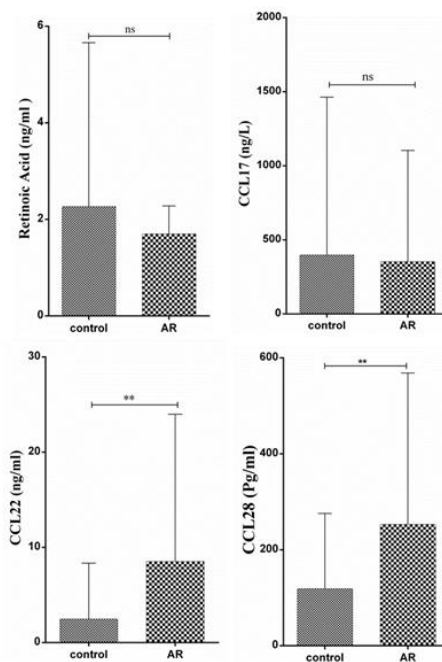 ns
Retinoic Acid (ng/ml)
6
4
2
0
control AR
ns
CCL17 (ng/L)
2000
1500
1000
500
0
control AR
**
CCL22 (ng/ml)
30
20
10
0
control AR
**
CCL28 (Pg/ml)
600
400
200
0
control AR